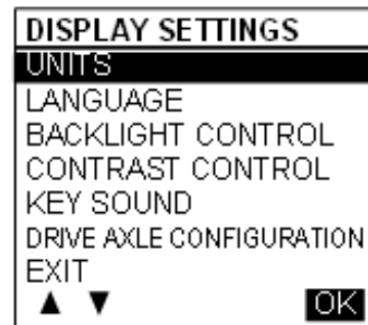 DISPLAY SETTINGS
UNITS
LANGUAGE
BACKLIGHT CONTROL
CONTRAST CONTROL
KEY SOUND
DRIVE AXLE CONFIGURATION
EXIT
▲ ▼ OK